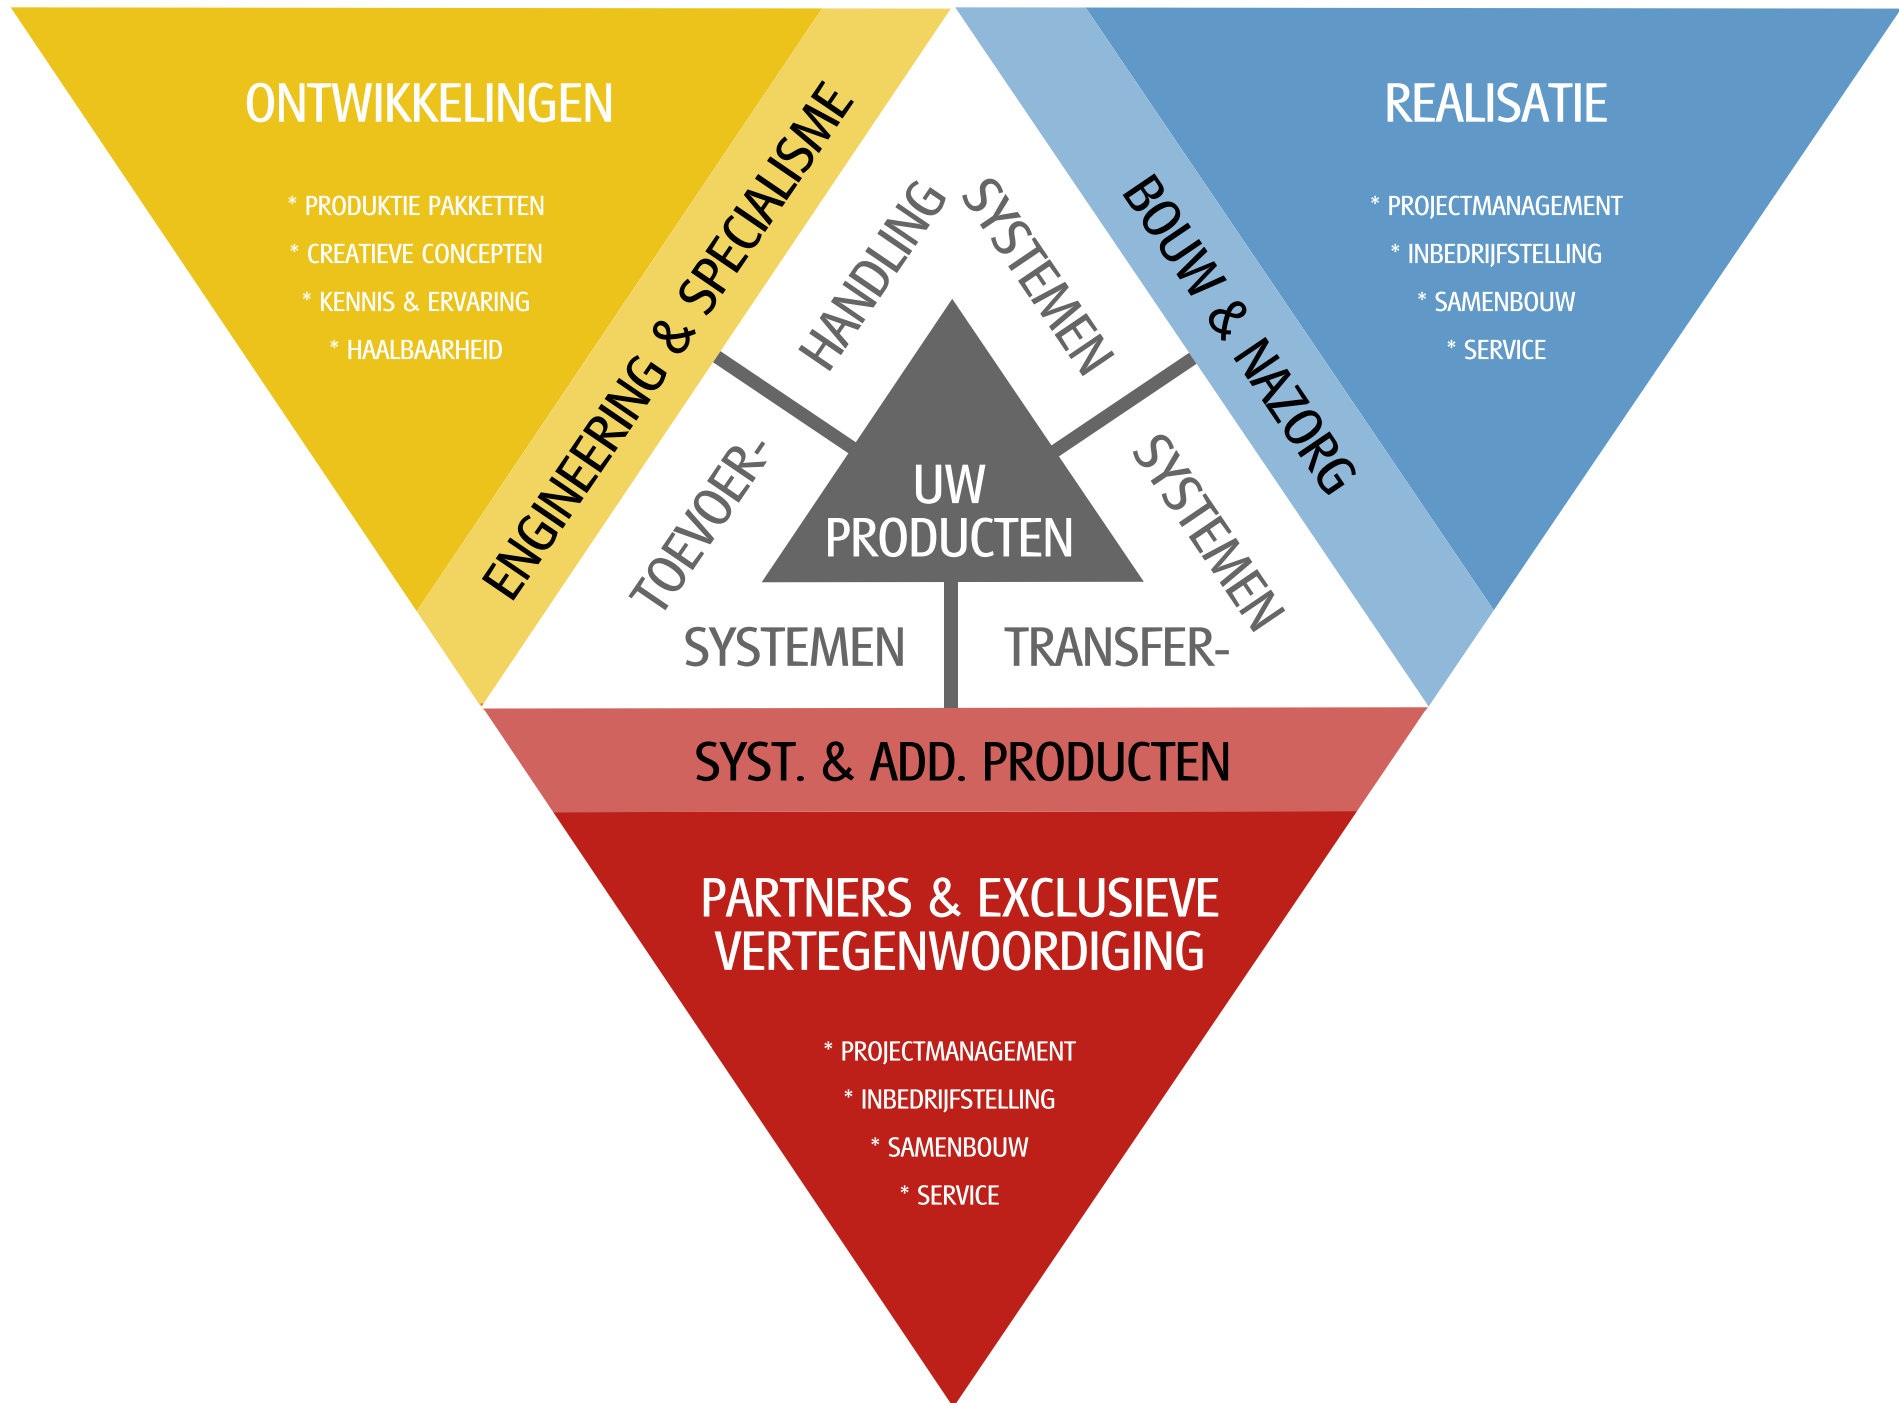 ONTWIKKELINGEN
* PRODUKTIE PAKKETTEN
* CREATIEVE CONCEPTEN
* KENNIS & ERVARING
* HAALBAARHEID
ENGINEERING & SPECIALISME
REALISATIE
* PROJECTMANAGEMENT
* INBEDRIJFSTELLING
* SAMENBOUW
* SERVICE
BOUW & NAZORG
HANDLING
SYSTEMEN
TOEVOER-
SYSTEMEN
TRANSFER-
SYSTEMEN
UW
PRODUCTEN
SYST. & ADD. PRODUCTEN
PARTNERS & EXCLUSIEVE
VERTEGENWOORDIGING
* PROJECTMANAGEMENT
* INBEDRIJFSTELLING
* SAMENBOUW
* SERVICE